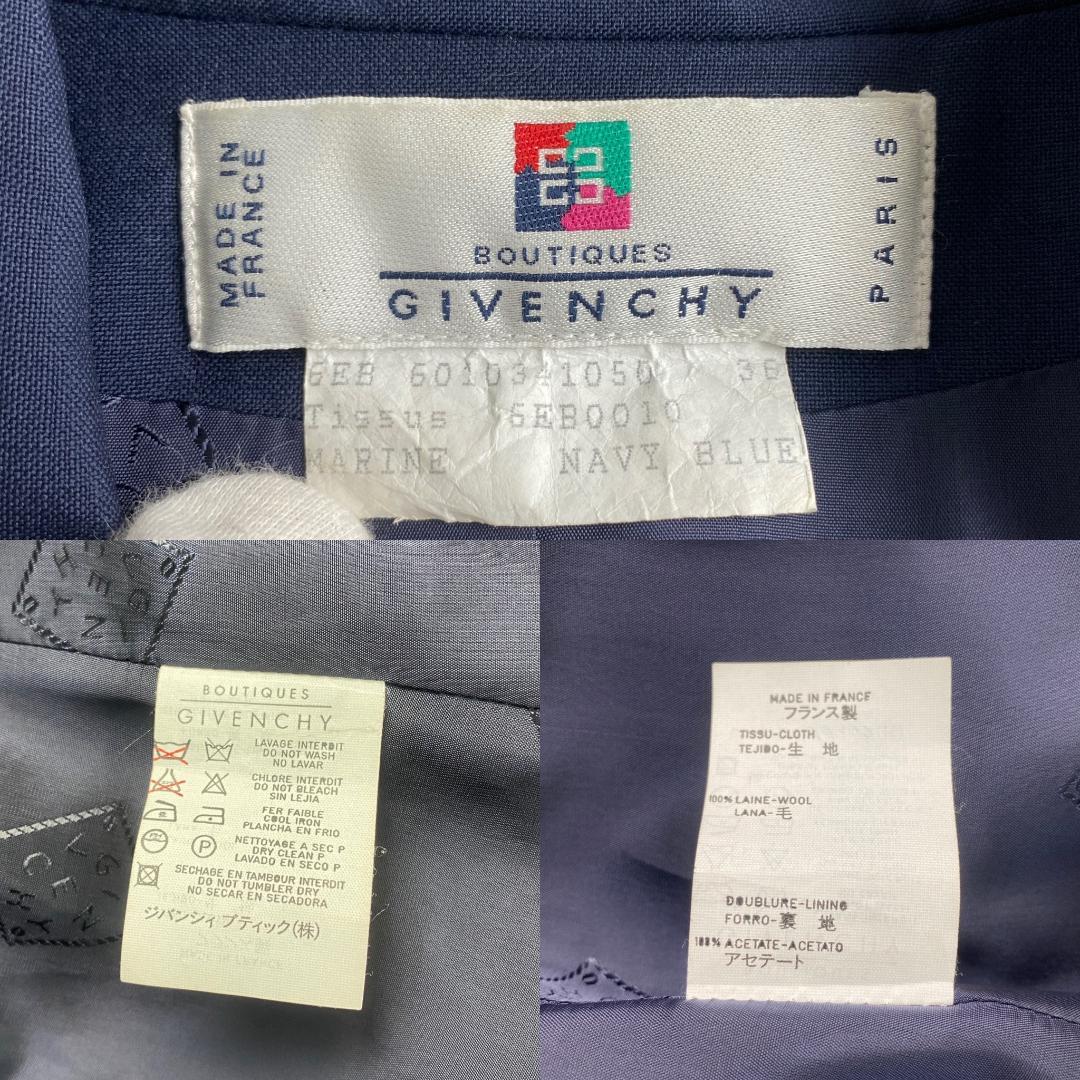 MADE IN
FRANCE
BOUTIQUES
GIVENCHY
PARIS
36
Tissus 6EB0010
MARINE NAVY BLUE
BOUTIQUES
GIVENCHY
LAVAGE INTERDIT
DO NOT WASH
NO LAVAR
CHLORE INTERDIT
DO NOT BLEACH
SIN LEJIA
FER FAIBLE
COOL IRON
PLANCHA EN FRIO
NETTOYAGE A SEC P
DRY CLEAN P
LAVADO EN SECO P
P
SECHAGE EN TAMBOUR INTERDIT
DO NOT TUMBLER DRY
NO SECAR EN SECADORA
ジバンシィ ブティック(株)
MADE IN FRANCE
フランス製
TISSU-CLOTH
TEJIDO-生 地
100% LAINE-WOOL
LANA-毛
DOUBLURE-LINING
FORRO-裏 地
100% ACETATE-ACETATO
アセテート